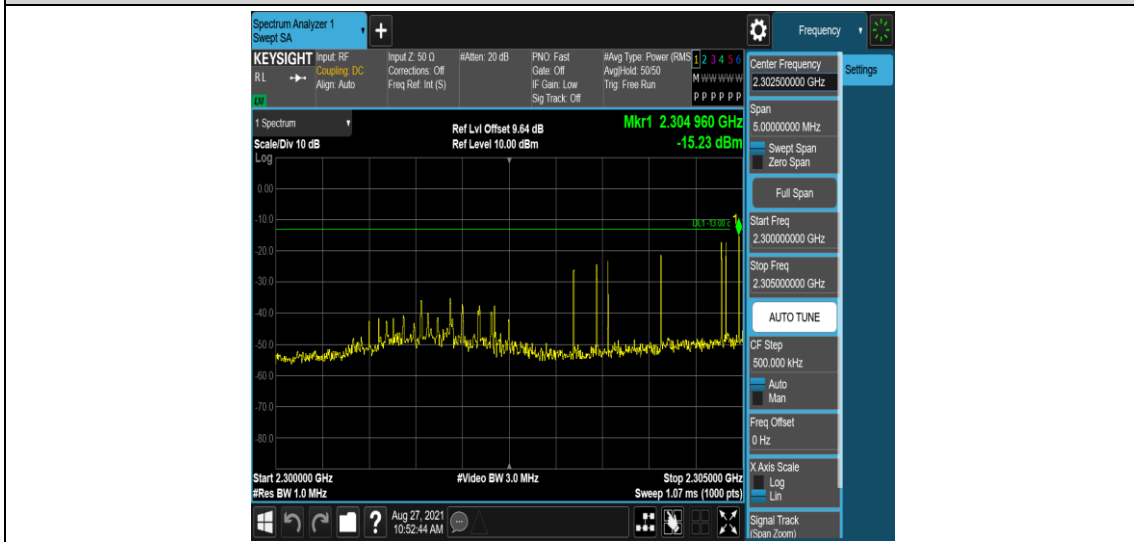 Spectrum Analyzer 1
Swept SA
+
Frequency
KEYSIGHT
RL
LXI
Input: RF
Coupling: DC
Align: Auto
Input Z: 50 Ω
Corrections: Off
Freq Ref: Int (S)
#Atten: 20 dB
PNO: Fast
Gate: Off
IF Gain: Low
Sig Track: Off
#Avg Type: Power (RMS
Avg|Hold: 50/50
Trig: Free Run
1 2 3 4 5 6
M W W W W W
P P P P P P
1 Spectrum
Scale/Div 10 dB
Log
Ref Lvl Offset 9.64 dB
Ref Level 10.00 dBm
Mkr1 2.304 960 GHz
-15.23 dBm
0.00
-10.0
-20.0
-30.0
-40.0
-50.0
-60.0
-70.0
-80.0
DL1 -13.00
1
Start 2.300000 GHz
#Res BW 1.0 MHz
#Video BW 3.0 MHz
Stop 2.305000 GHz
Sweep 1.07 ms (1000 pts)
Center Frequency
2.302500000 GHz
Settings
Span
5.00000000 MHz
Swept Span
Zero Span
Full Span
Start Freq
2.300000000 GHz
Stop Freq
2.305000000 GHz
AUTO TUNE
CF Step
500.000 kHz
Auto
Man
Freq Offset
0 Hz
X Axis Scale
Log
Lin
Signal Track
(Span Zoom)
?
Aug 27, 2021
10:52:44 AM